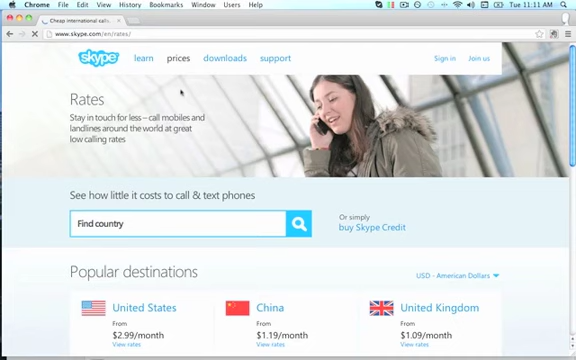 Chrome File Edit View History Bookmarks Window Users Help
Tue 11:11 AM
Cheap international calls
www.skype.com/en/rates/
skype learn prices downloads support
Sign in Join us
Rates
Stay in touch for less – call mobiles and
landlines around the world at great
low calling rates
See how little it costs to call & text phones
Find country
Or simply
buy Skype Credit
Popular destinations
USD - American Dollars
United States China United Kingdom
From From From
$2.99/month $1.19/month $1.09/month
View rates View rates View rates